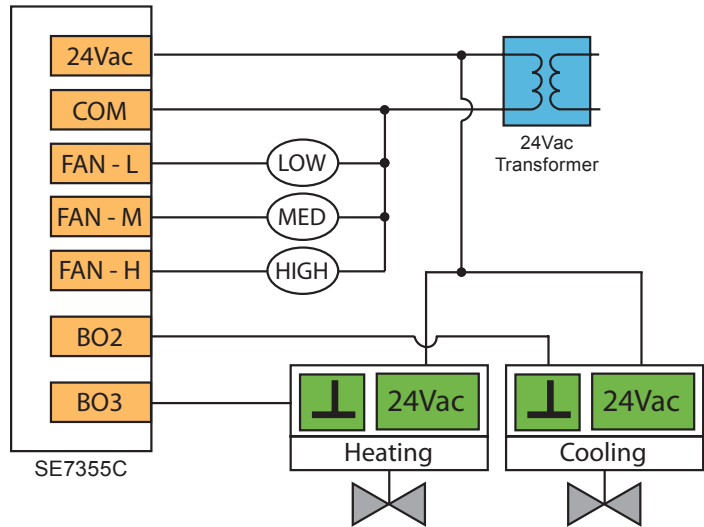 24Vac
COM
FAN - L
FAN - M
FAN - H
BO2
BO3
SE7355C
LOW
MED
HIGH
24Vac
Transformer
24Vac
Heating
24Vac
Cooling